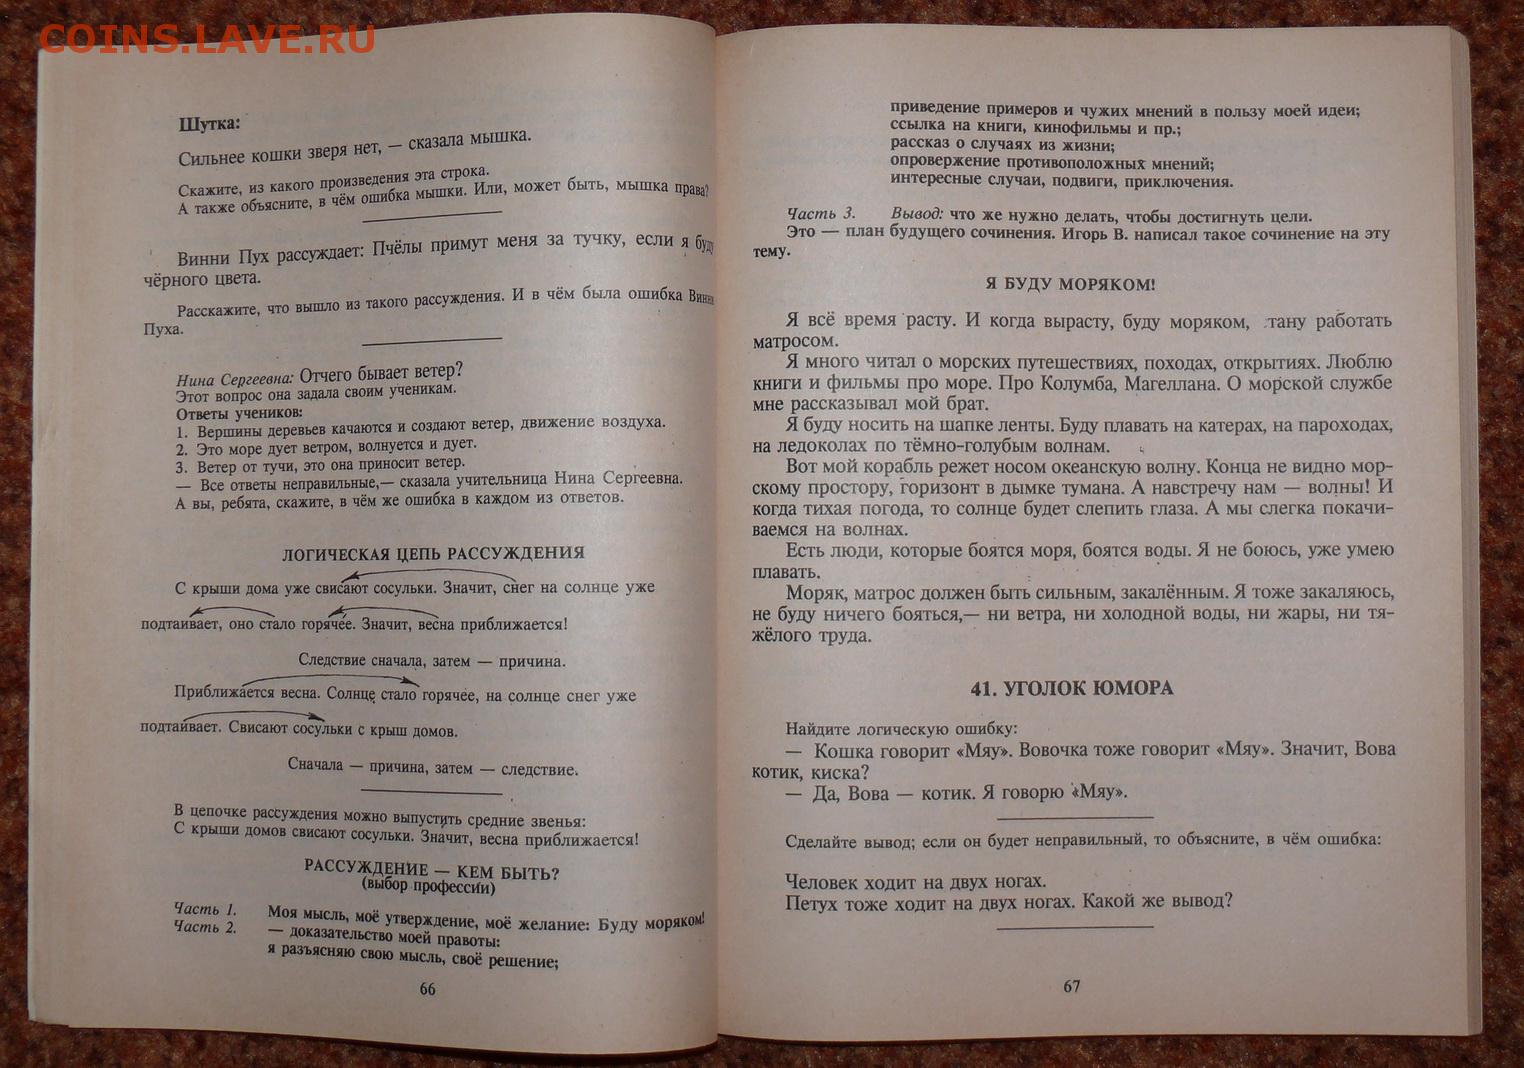 COINS.LAVE.RU
Шутка:
Сильнее кошки зверя нет, — сказала мышка.
Скажите, из какого произведения эта строка.
А также объясните, в чём ошибка мышки. Или, может быть, мышка права?
Винни Пух рассуждает: Пчёлы примут меня за тучку, если я буду
чёрного цвета.
Расскажите, что вышло из такого рассуждения. И в чём была ошибка Винни
Пуха.
Нина Сергеевна: Отчего бывает ветер?
Этот вопрос она задала своим ученикам.
Ответы учеников:
1. Вершины деревьев качаются и создают ветер, движение воздуха.
2. Это море дует ветром, волнуется и дует.
3. Ветер от тучи, это она приносит ветер.
— Все ответы неправильные,— сказала учительница Нина Сергеевна.
А вы, ребята, скажите, в чём же ошибка в каждом из ответов.
ЛОГИЧЕСКАЯ ЦЕПЬ РАССУЖДЕНИЯ
С крыши дома уже свисают сосульки. Значит, снег на солнце уже
подтаивает, оно стало горячее. Значит, весна приближается!
Следствие сначала, затем — причина.
Приближается весна. Солнце стало горячее, на солнце снег уже
подтаивает. Свисают сосульки с крыш домов.
Сначала — причина, затем — следствие.
В цепочке рассуждения можно выпустить средние звенья:
С крыши домов свисают сосульки. Значит, весна приближается!
РАССУЖДЕНИЕ — КЕМ БЫТЬ?
(выбор профессии)
Часть 1. Моя мысль, моё утверждение, моё желание: Буду моряком!
Часть 2. — доказательство моей правоты:
я разъясняю свою мысль, своё решение;
66
приведение примеров и чужих мнений в пользу моей идеи;
ссылка на книги, кинофильмы и пр.;
рассказ о случаях из жизни;
опровержение противоположных мнений;
интересные случаи, подвиги, приключения.
Часть 3. Вывод: что же нужно делать, чтобы достигнуть цели.
Это — план будущего сочинения. Игорь В. написал такое сочинение на эту
тему.
Я БУДУ МОРЯКОМ!
Я всё время расту. И когда вырасту, буду моряком, тану работать
матросом.
Я много читал о морских путешествиях, походах, открытиях. Люблю
книги и фильмы про море. Про Колумба, Магеллана. О морской службе
мне рассказывал мой брат.
Я буду носить на шапке ленты. Буду плавать на катерах, на пароходах,
на ледоколах по тёмно-голубым волнам.
Вот мой корабль режет носом океанскую волну. Конца не видно мор-
скому простору, горизонт в дымке тумана. А навстречу нам — волны! И
когда тихая погода, то солнце будет слепить глаза. А мы слегка покачи-
ваемся на волнах.
Есть люди, которые боятся моря, боятся воды. Я не боюсь, уже умею
плавать.
Моряк, матрос должен быть сильным, закалённым. Я тоже закаляюсь,
не буду ничего бояться,— ни ветра, ни холодной воды, ни жары, ни тя-
жёлого труда.
41. УГОЛОК ЮМОРА
Найдите логическую ошибку:
— Кошка говорит «Мяу». Вовочка тоже говорит «Мяу». Значит, Вова
котик, киска?
— Да, Вова — котик. Я говорю «Мяу».
Сделайте вывод; если он будет неправильный, то объясните, в чём ошибка:
Человек ходит на двух ногах.
Петух тоже ходит на двух ногах. Какой же вывод?
67